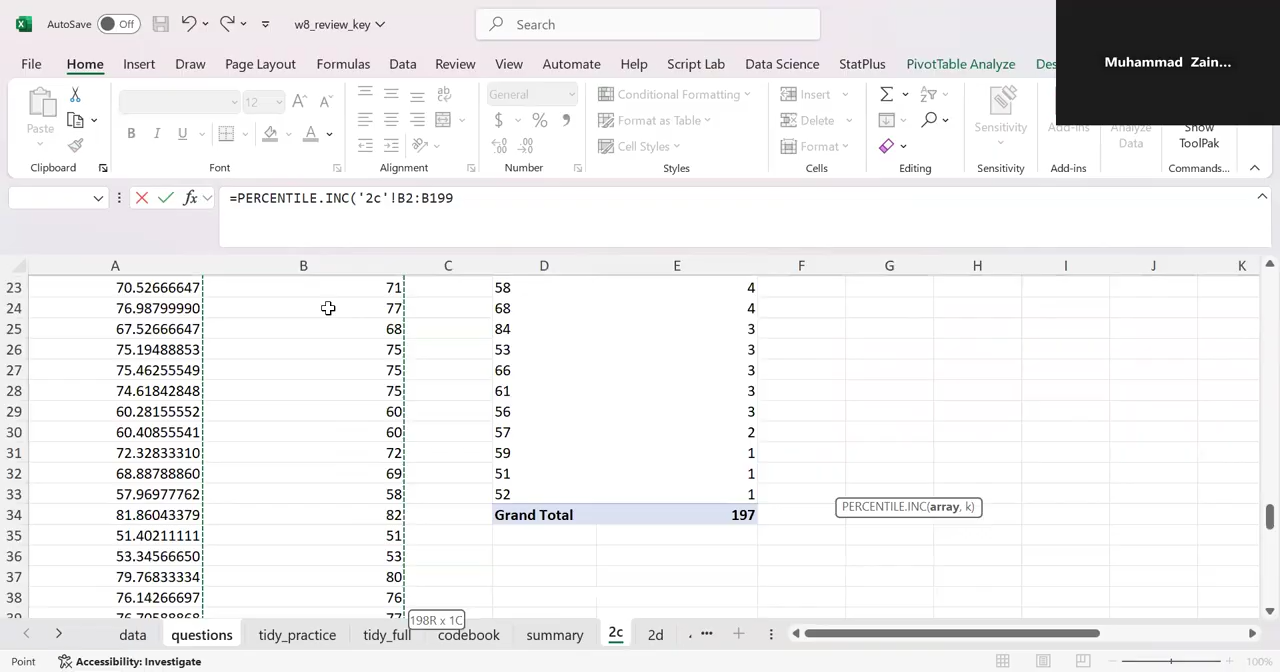 AutoSave Off w8_review_key Search
Muhammad Zain...
File Home Insert Draw Page Layout Formulas Data Review View Automate Help Script Lab Data Science StatPlus PivotTable Analyze Des
12 A A ab General Conditional Formatting Insert Σ
Paste B I U A $ % Format as Table Delete Sensitivity Add-ins Analyze Data Show ToolPak
Cell Styles Format
Clipboard Font Alignment Number Styles Cells Editing Sensitivity Add-ins Commands...
fx =PERCENTILE.INC('2c'!B2:B199
A B C D E F G H I J K
23 70.52666647 71 58 4
24 76.98799990 77 68 4
25 67.52666647 68 84 3
26 75.19488853 75 53 3
27 75.46255549 75 66 3
28 74.61842848 75 61 3
29 60.28155552 60 56 3
30 60.40855541 60 57 2
31 72.32833310 72 59 1
32 68.88788860 69 51 1
33 57.96977762 58 52 1
34 81.86043379 82 Grand Total 197
PERCENTILE.INC(array, k)
35 51.40211111 51
36 53.34566650 53
37 79.76833334 80
38 76.14266697 76
198R x 1C
data questions tidy_practice tidy_full codebook summary 2c 2d ...
Point Accessibility: Investigate 100%